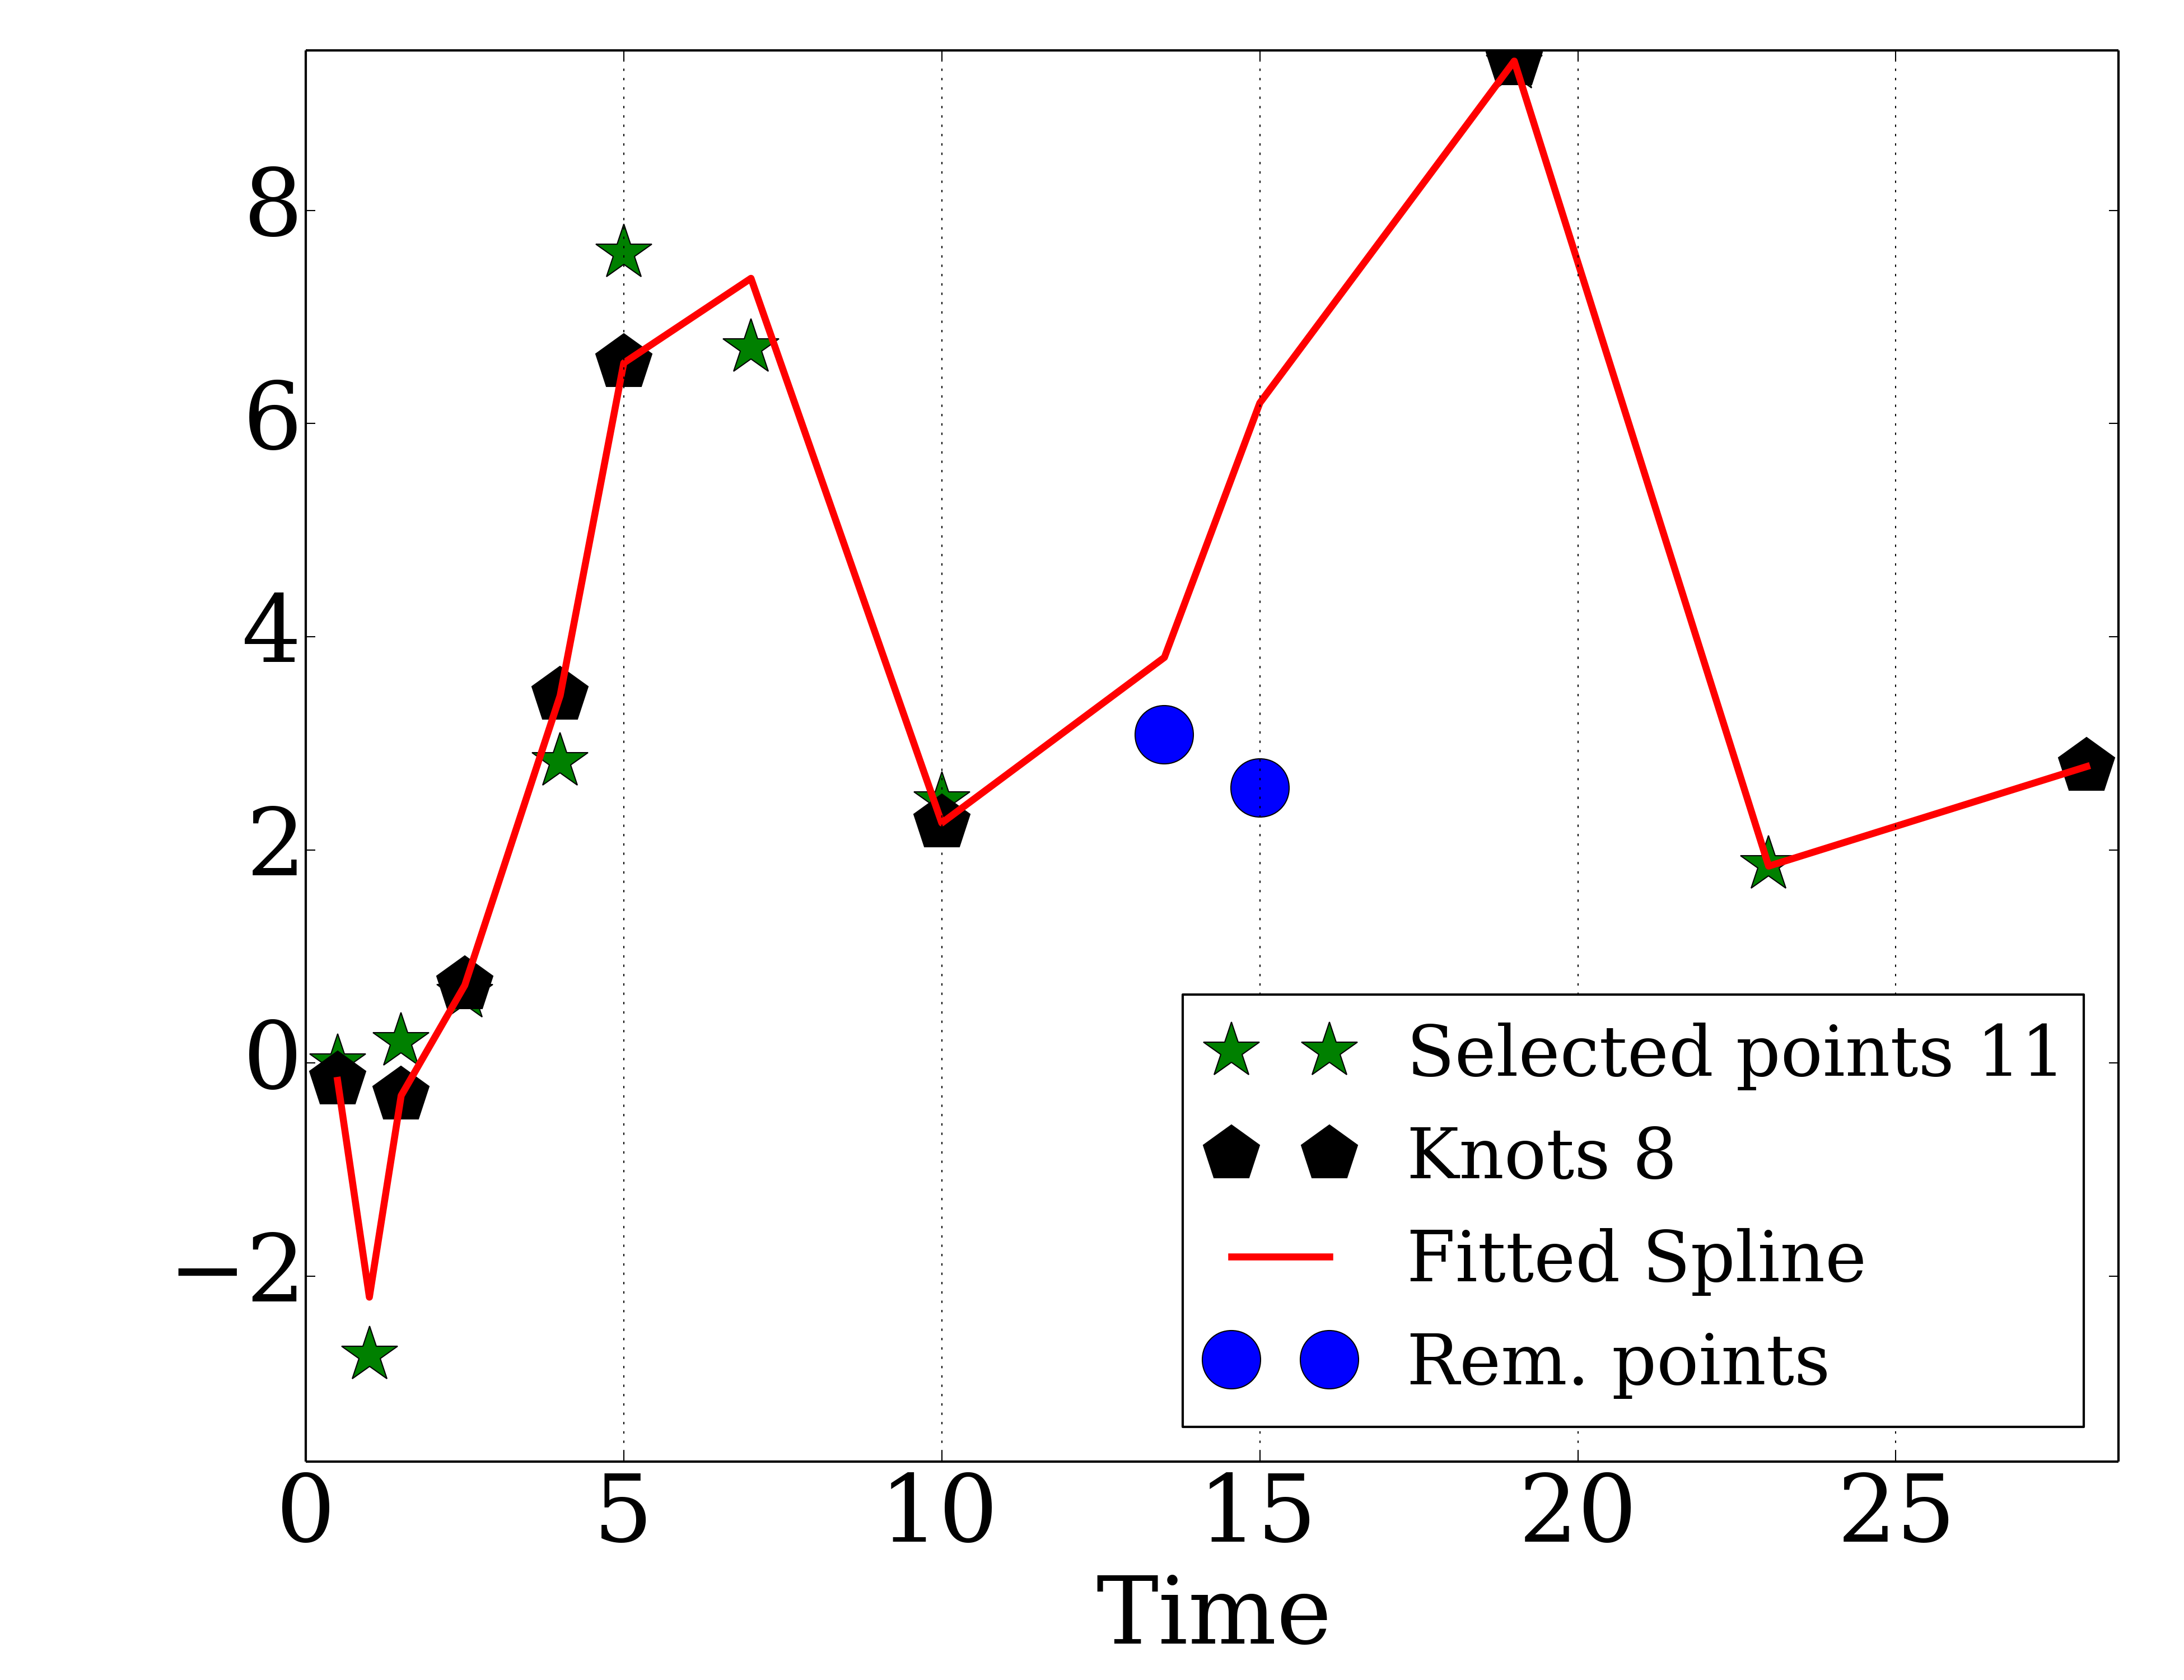 8
6
4
2
0
−2
0 5 10 15 20 25
Time
Selected points 11
Knots 8
Fitted Spline
Rem. points